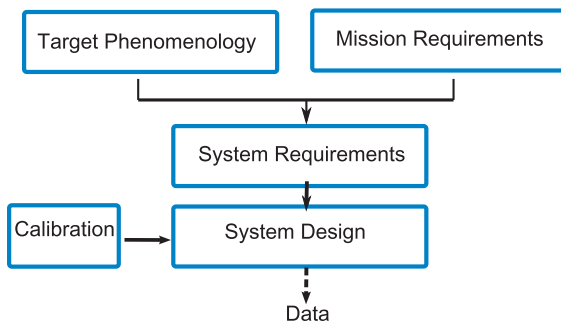 Target Phenomenology
Mission Requirements
System Requirements
Calibration
System Design
Data